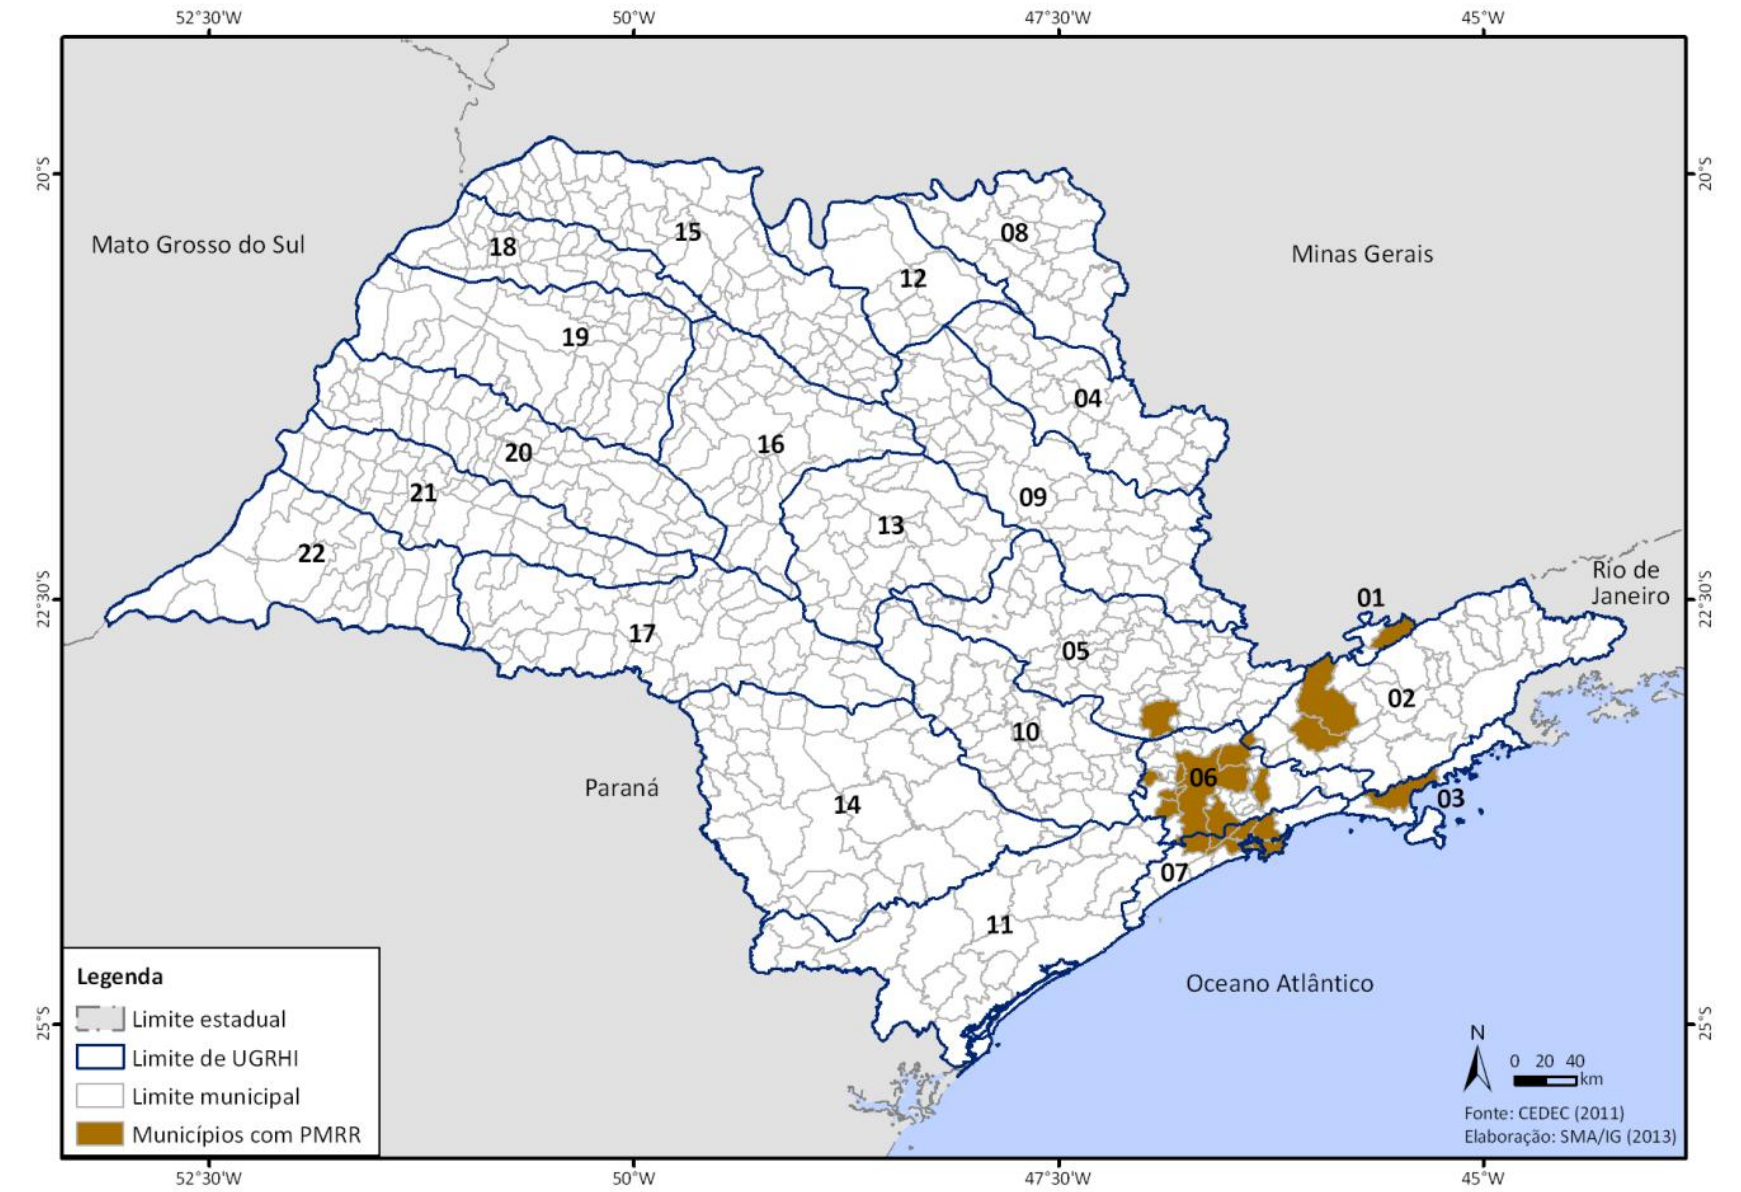 52°30'W
50°W
47°30'W
45°W
20°S
20°S
Mato Grosso do Sul
Minas Gerais
15
08
18
12
19
04
16
20
21
09
13
22
22°30'S
22°30'S
Rio de
Janeiro
01
17
05
02
10
06
Paraná
14
03
07
11
Oceano Atlântico
25°S
25°S
Legenda
Limite estadual
Limite de UGRHI
Limite municipal
Municípios com PMRR
N
0 20 40
km
Fonte: CEDEC (2011)
Elaboração: SMA/IG (2013)
52°30'W
50°W
47°30'W
45°W